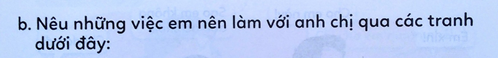 b. Nêu những việc em nên làm với anh chị qua các tranh
dưới đây: